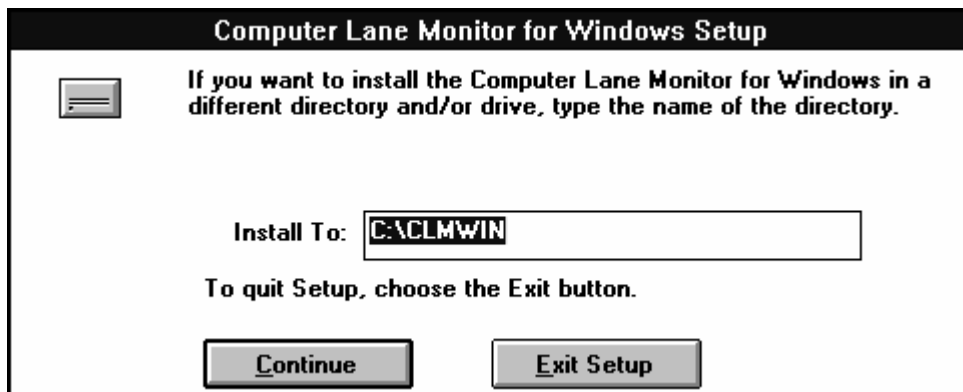 Computer Lane Monitor for Windows Setup
If you want to install the Computer Lane Monitor for Windows in a
different directory and/or drive, type the name of the directory.
Install To: C:\CLMWIN
To quit Setup, choose the Exit button.
Continue Exit Setup